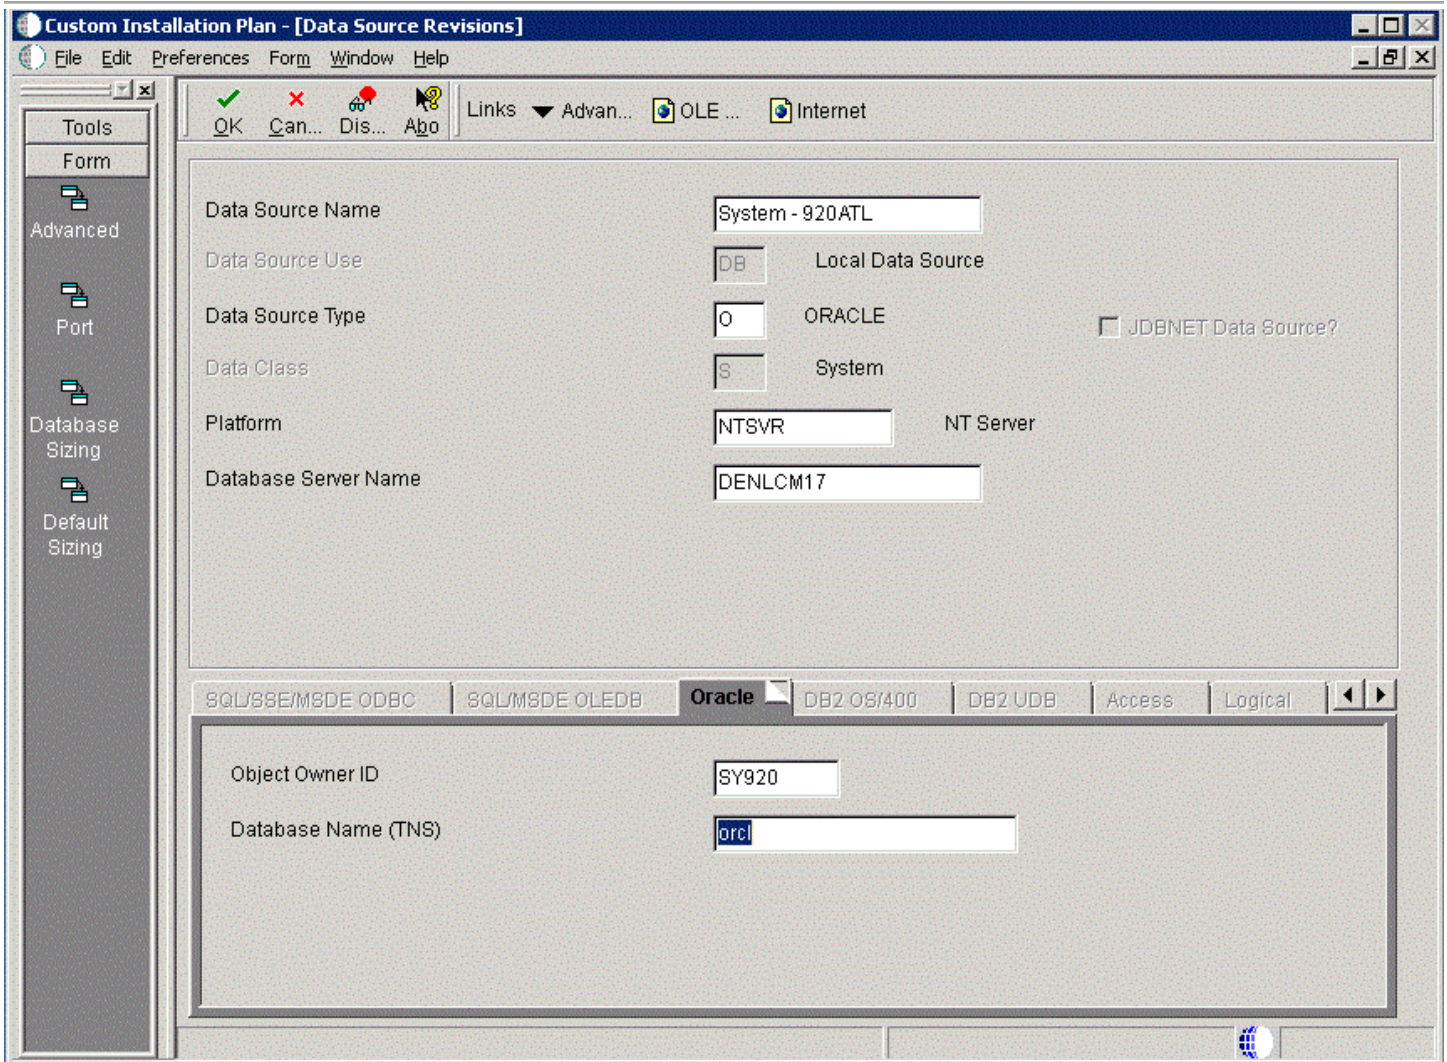 Custom Installation Plan - [Data Source Revisions]
File Edit Preferences Form Window Help
OK Can... Dis... Abo Links Advan... OLE ... Internet
Tools
Form
Advanced
Port
Database
Sizing
Default
Sizing
Data Source Name System - 920ATL
Data Source Use DB Local Data Source
Data Source Type O ORACLE JDBNET Data Source?
Data Class S System
Platform NTSVR NT Server
Database Server Name DENLCM17
SQL/SSE/MSDE ODBC SQL/MSDE OLEDB Oracle DB2 OS/400 DB2 UDB Access Logical
Object Owner ID SY920
Database Name (TNS) orcl